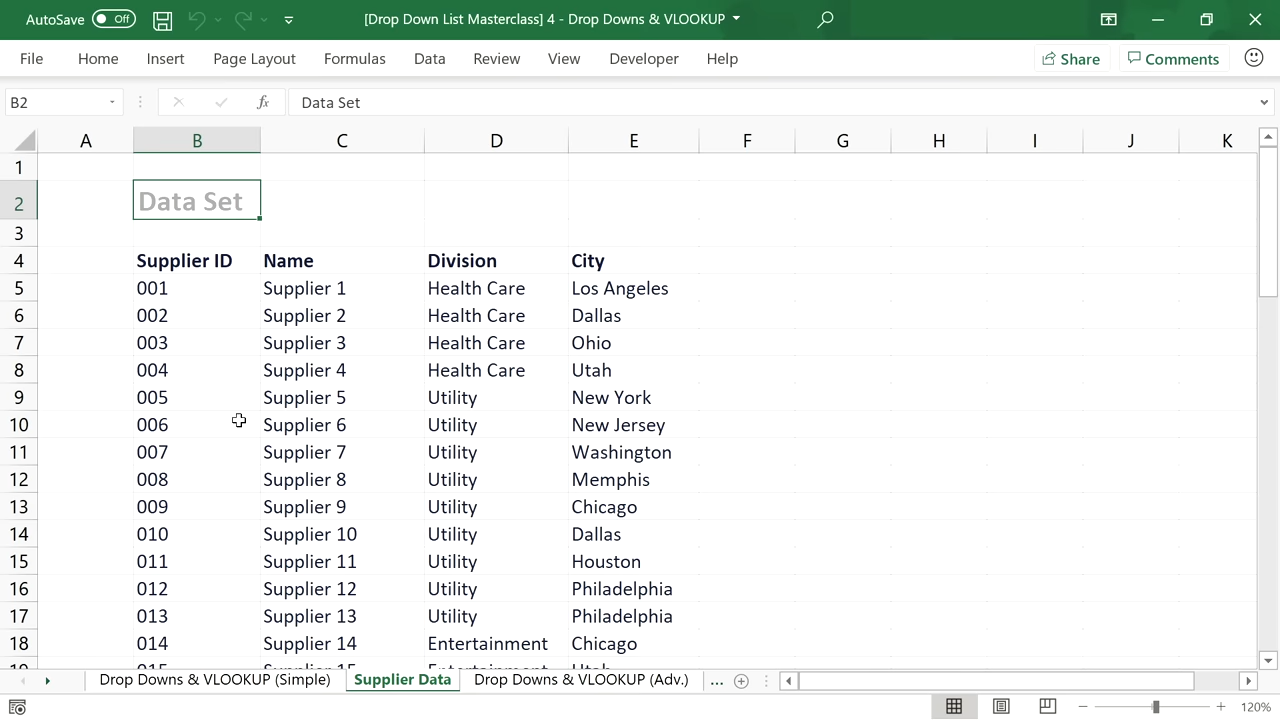 AutoSave Off [Drop Down List Masterclass] 4 - Drop Downs & VLOOKUP
File Home Insert Page Layout Formulas Data Review View Developer Help Share Comments
B2 fx Data Set
A B C D E F G H I J K
1
2 Data Set
3
4 Supplier ID Name Division City
5 001 Supplier 1 Health Care Los Angeles
6 002 Supplier 2 Health Care Dallas
7 003 Supplier 3 Health Care Ohio
8 004 Supplier 4 Health Care Utah
9 005 Supplier 5 Utility New York
10 006 Supplier 6 Utility New Jersey
11 007 Supplier 7 Utility Washington
12 008 Supplier 8 Utility Memphis
13 009 Supplier 9 Utility Chicago
14 010 Supplier 10 Utility Dallas
15 011 Supplier 11 Utility Houston
16 012 Supplier 12 Utility Philadelphia
17 013 Supplier 13 Utility Philadelphia
18 014 Supplier 14 Entertainment Chicago
Drop Downs & VLOOKUP (Simple) Supplier Data Drop Downs & VLOOKUP (Adv.) ...
120%